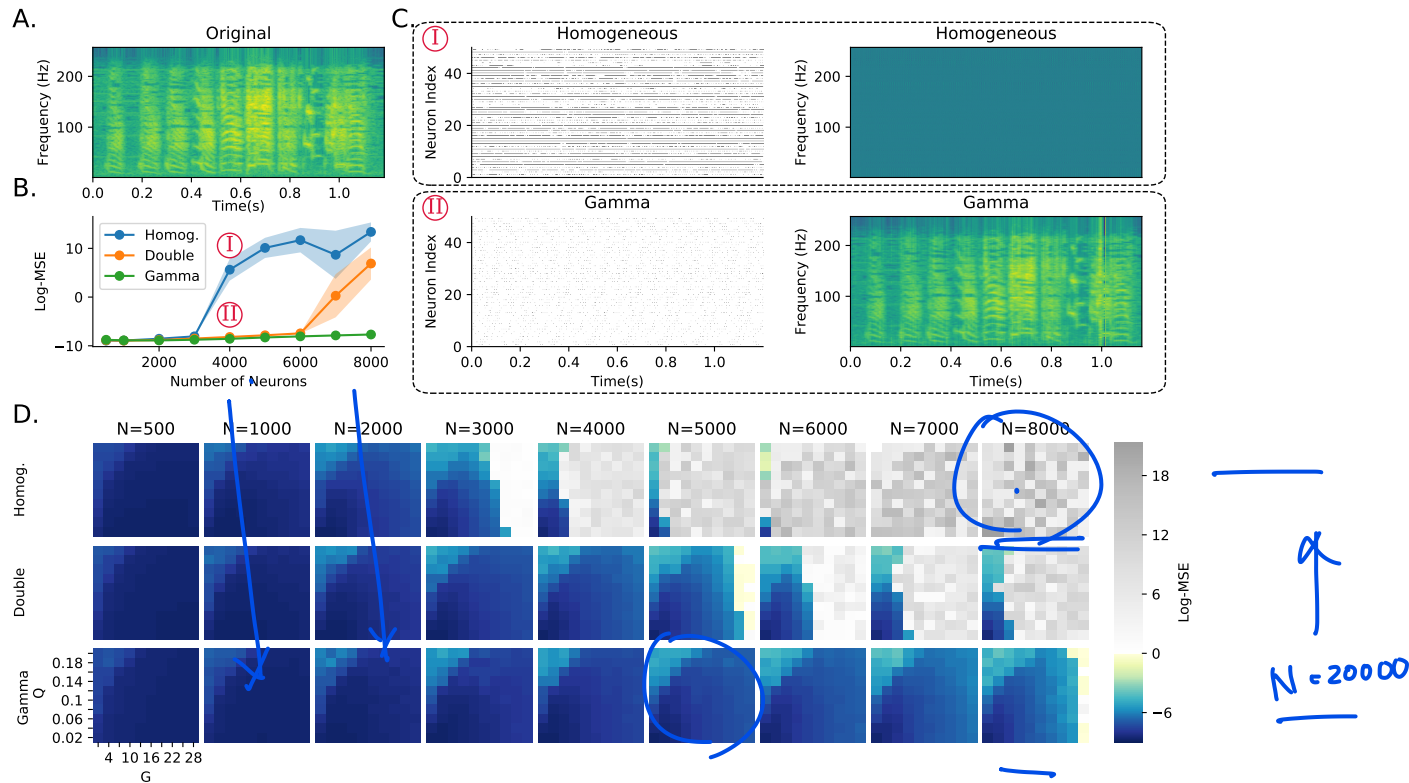 A.
Original
Frequency (Hz)
200
100
0.0 0.2 0.4 0.6 0.8 1.0
Time(s)
B.
Log-MSE
10
0
−10
Homog.
Double
Gamma
I
II
2000 4000 6000 8000
Number of Neurons
C.
I
Homogeneous
Neuron Index
40
20
0
Homogeneous
Frequency (Hz)
200
100
II
Gamma
Neuron Index
40
20
0
0.0 0.2 0.4 0.6 0.8 1.0
Time(s)
Gamma
Frequency (Hz)
200
100
0.0 0.2 0.4 0.6 0.8 1.0
Time(s)
D.
N=500 N=1000 N=2000 N=3000 N=4000 N=5000 N=6000 N=7000 N=8000
Homog.
Double
Gamma
Q
0.18
0.14
0.1
0.06
0.02
4 10 16 22 28
G
18
12
6
0
−6
Log-MSE
N=20000